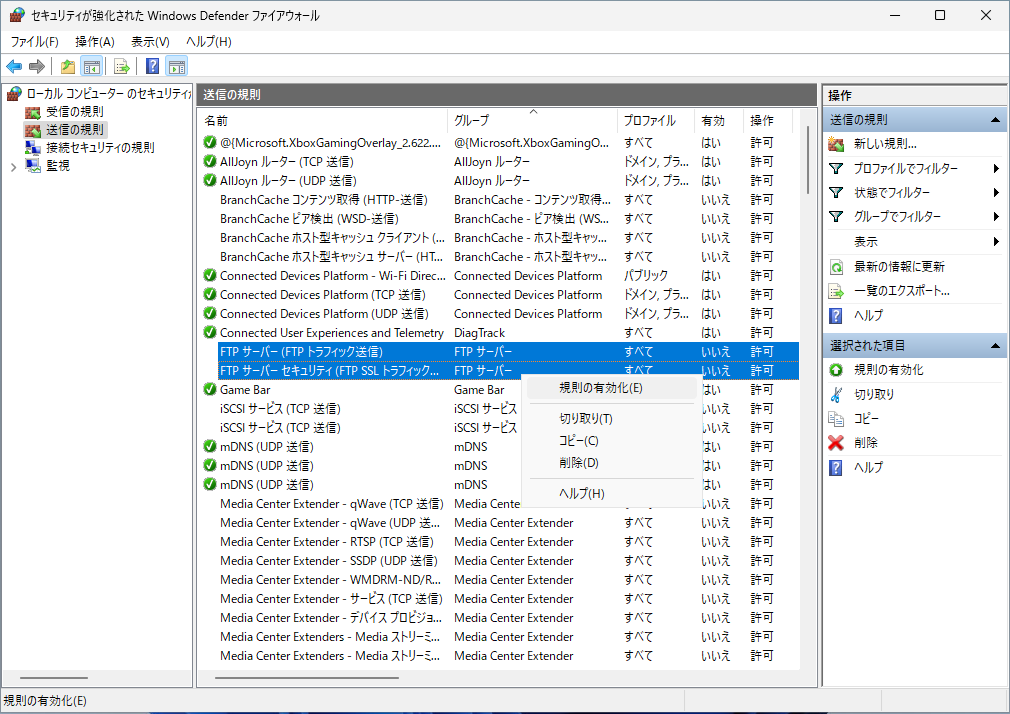 セキュリティが強化された Windows Defender ファイアウォール
ファイル(F) 操作(A) 表示(V) ヘルプ(H)
ローカル コンピューター のセキュリティが
受信の規則
送信の規則
接続セキュリティの規則
監視
送信の規則
名前 グループ プロファイル 有効 操作
@{Microsoft.XboxGamingOverlay_2.622.... @{Microsoft.XboxGamingO... すべて はい 許可
AllJoyn ルーター (TCP 送信) AllJoyn ルーター ドメイン, プラ... はい 許可
AllJoyn ルーター (UDP 送信) AllJoyn ルーター ドメイン, プラ... はい 許可
BranchCache コンテンツ取得 (HTTP-送信) BranchCache - コンテンツ取得... すべて いいえ 許可
BranchCache ピア検出 (WSD-送信) BranchCache - ピア検出 (WS... すべて いいえ 許可
BranchCache ホスト型キャッシュ クライアント (... BranchCache - ホスト型キャッ... すべて いいえ 許可
BranchCache ホスト型キャッシュ サーバー (HT... BranchCache - ホスト型キャッ... すべて いいえ 許可
Connected Devices Platform - Wi-Fi Direc... Connected Devices Platform パブリック はい 許可
Connected Devices Platform (TCP 送信) Connected Devices Platform ドメイン, プラ... はい 許可
Connected Devices Platform (UDP 送信) Connected Devices Platform ドメイン, プラ... はい 許可
Connected User Experiences and Telemetry DiagTrack すべて はい 許可
FTP サーバー (FTP トラフィック送信) FTP サーバー すべて いいえ 許可
FTP サーバー セキュリティ (FTP SSL トラフィック... FTP サーバー すべて いいえ 許可
Game Bar Game Bar はい 許可
iSCSI サービス (TCP 送信) iSCSI サービス いいえ 許可
iSCSI サービス (TCP 送信) iSCSI サービス いいえ 許可
mDNS (UDP 送信) mDNS はい 許可
mDNS (UDP 送信) mDNS はい 許可
mDNS (UDP 送信) mDNS はい 許可
Media Center Extender - qWave (TCP 送信) Media Cente いいえ 許可
Media Center Extender - qWave (UDP 送... Media Center Extender すべて いいえ 許可
Media Center Extender - RTSP (TCP 送信) Media Center Extender すべて いいえ 許可
Media Center Extender - SSDP (UDP 送信) Media Center Extender すべて いいえ 許可
Media Center Extender - WMDRM-ND/R... Media Center Extender すべて いいえ 許可
Media Center Extender - サービス (TCP 送信) Media Center Extender すべて いいえ 許可
Media Center Extender - デバイス プロビジョ... Media Center Extender すべて いいえ 許可
Media Center Extenders - Media ストリーミ... Media Center Extender すべて いいえ 許可
Media Center Extenders - Media ストリーミ... Media Center Extender すべて いいえ 許可
規則の有効化(E)
切り取り(T)
コピー(C)
削除(D)
ヘルプ(H)
操作
送信の規則
新しい規則...
プロファイルでフィルター
状態でフィルター
グループでフィルター
表示
最新の情報に更新
一覧のエクスポート...
ヘルプ
選択された項目
規則の有効化
切り取り
コピー
削除
ヘルプ
規則の有効化(E)